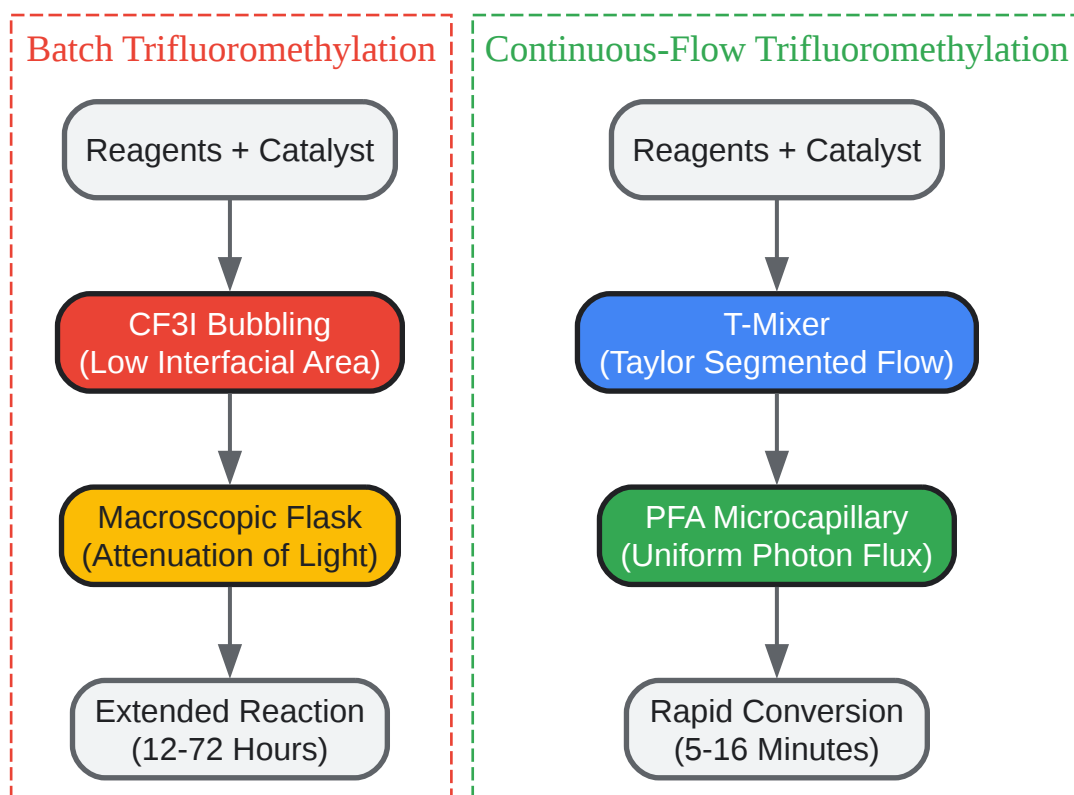 Batch Trifluoromethylation
Reagents + Catalyst
CF3I Bubbling
(Low Interfacial Area)
Macroscopic Flask
(Attenuation of Light)
Extended Reaction
(12-72 Hours)
Continuous-Flow Trifluoromethylation
Reagents + Catalyst
T-Mixer
(Taylor Segmented Flow)
PFA Microcapillary
(Uniform Photon Flux)
Rapid Conversion
(5-16 Minutes)